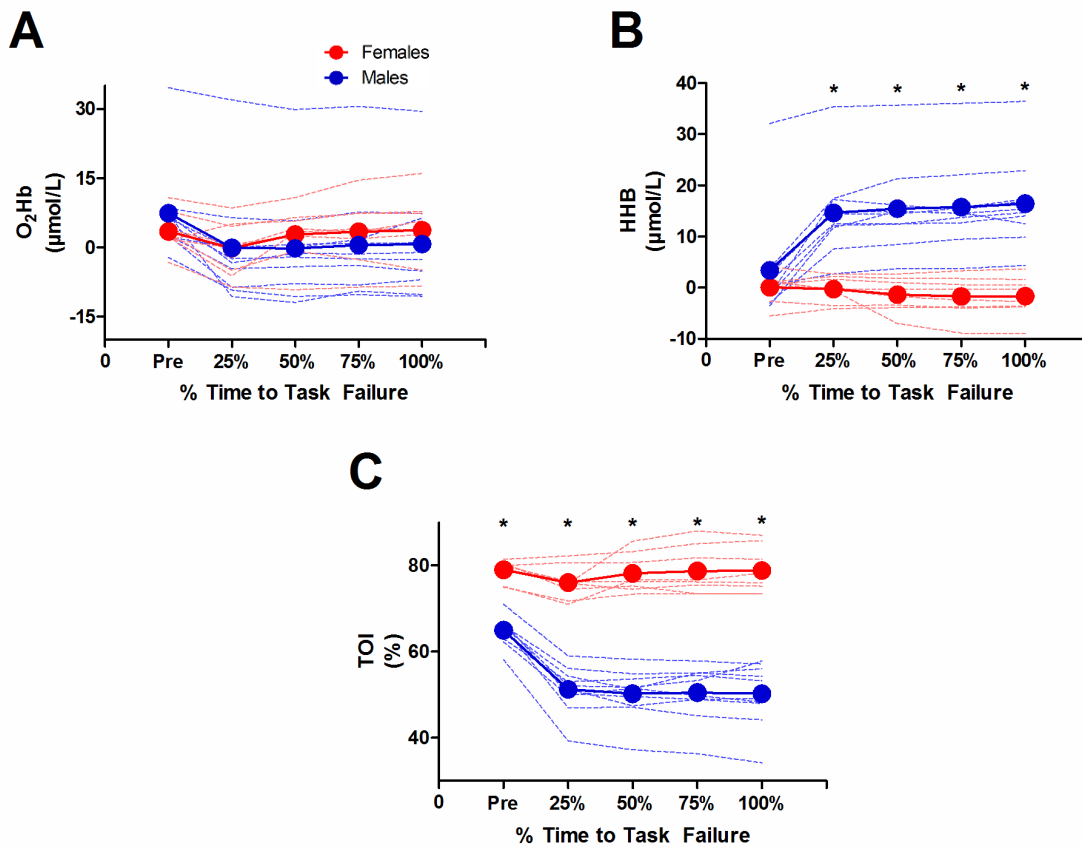 A
Females
Males
O₂Hb
(μmol/L)
30
15
0
-15
0 Pre 25% 50% 75% 100%
% Time to Task Failure
B
HHB
(μmol/L)
40
30
20
10
0
-10
* * * *
0 Pre 25% 50% 75% 100%
% Time to Task Failure
C
TOI
(%)
80
60
40
* * * * *
0 Pre 25% 50% 75% 100%
% Time to Task Failure